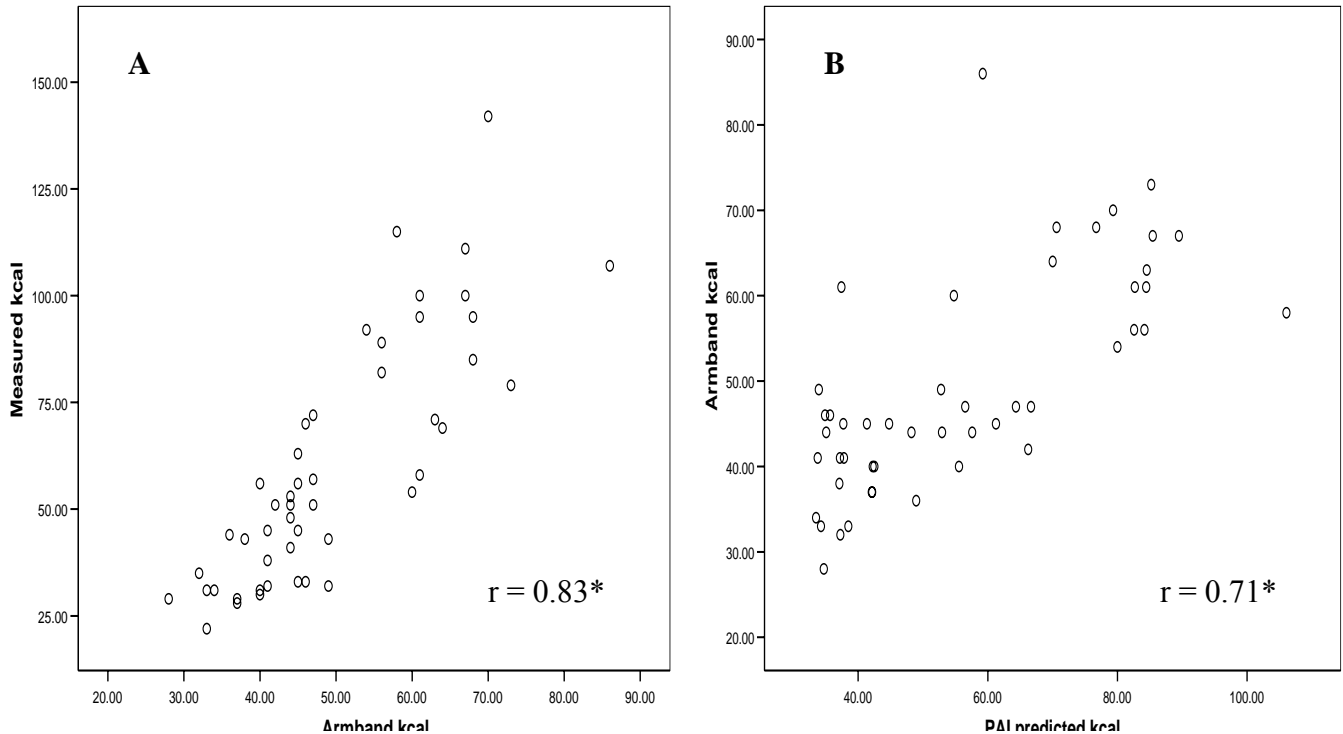 A
150.00
125.00
100.00
75.00
50.00
25.00
Measured kcal
r = 0.83*
20.00 30.00 40.00 50.00 60.00 70.00 80.00 90.00
Armband kcal
B
90.00
80.00
70.00
60.00
50.00
40.00
30.00
20.00
Armband kcal
r = 0.71*
40.00 60.00 80.00 100.00
PAI predicted kcal